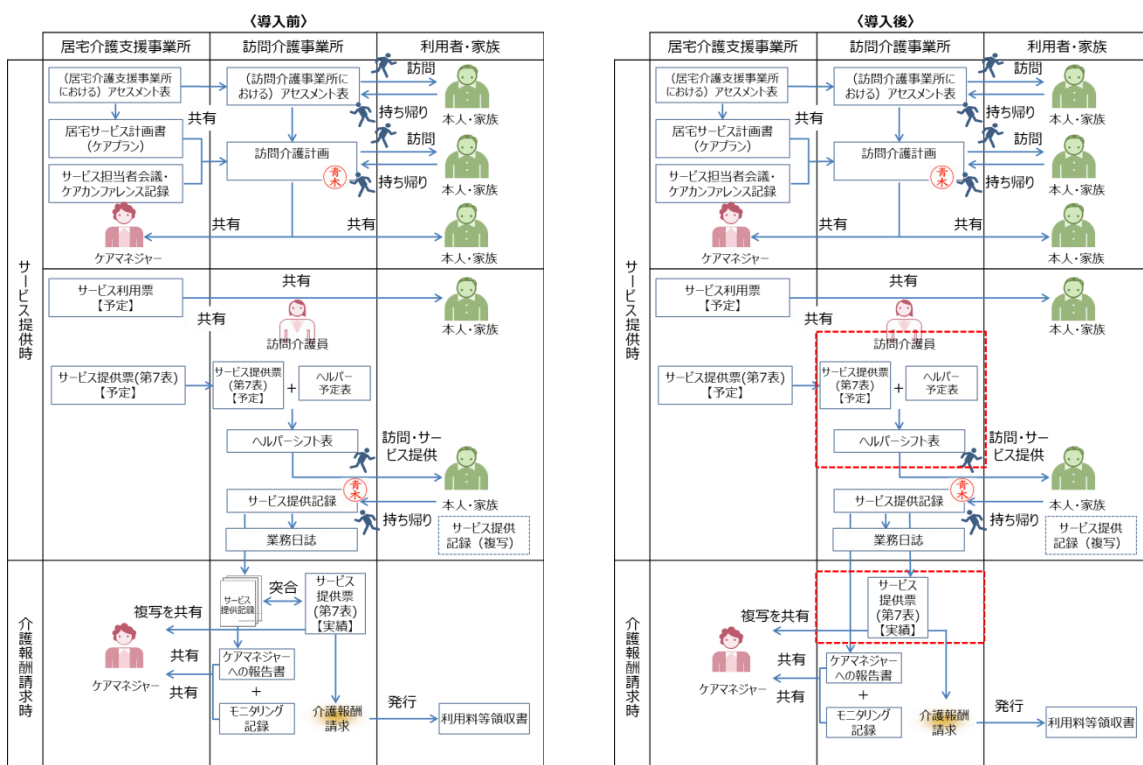 〈導入前〉
居宅介護支援事業所
訪問介護事業所
利用者・家族
サービス提供時
(居宅介護支援事業所
における) アセスメント表
(訪問介護事業所に
おける) アセスメント表
訪問
持ち帰り
本人・家族
共有
居宅サービス計画書
(ケアプラン)
サービス担当者会議・
ケアカンファレンス記録
訪問介護計画
青木
訪問
持ち帰り
本人・家族
共有
共有
ケアマネジャー
本人・家族
サービス利用票
【予定】
共有
共有
本人・家族
訪問介護員
サービス提供票(第7表)
【予定】
サービス提供票
(第7表)
【予定】
+
ヘルパー
予定表
ヘルパーシフト表
訪問・サー
ビス提供
サービス提供記録
青木
本人・家族
持ち帰り
サービス提供
記録（複写）
業務日誌
介護報酬請求時
サービス
提供記録
突合
サービス
提供票
(第7表)
【実績】
複写を共有
共有
ケアマネジャー
共有
ケアマネジャー
への報告書
+
モニタリング
記録
介護報酬
請求
発行
利用料等領収書
〈導入後〉
居宅介護支援事業所
訪問介護事業所
利用者・家族
サービス提供時
(居宅介護支援事業所
における) アセスメント表
(訪問介護事業所に
おける) アセスメント表
訪問
持ち帰り
本人・家族
共有
居宅サービス計画書
(ケアプラン)
サービス担当者会議・
ケアカンファレンス記録
訪問介護計画
青木
訪問
持ち帰り
本人・家族
共有
共有
ケアマネジャー
本人・家族
サービス利用票
【予定】
共有
共有
本人・家族
訪問介護員
サービス提供票(第7表)
【予定】
サービス提供票
(第7表)
【予定】
+
ヘルパー
予定表
ヘルパーシフト表
訪問・サー
ビス提供
サービス提供記録
青木
本人・家族
持ち帰り
サービス提供
記録（複写）
業務日誌
介護報酬請求時
サービス
提供票
(第7表)
【実績】
複写を共有
共有
ケアマネジャー
共有
ケアマネジャー
への報告書
+
モニタリング
記録
介護報酬
請求
発行
利用料等領収書